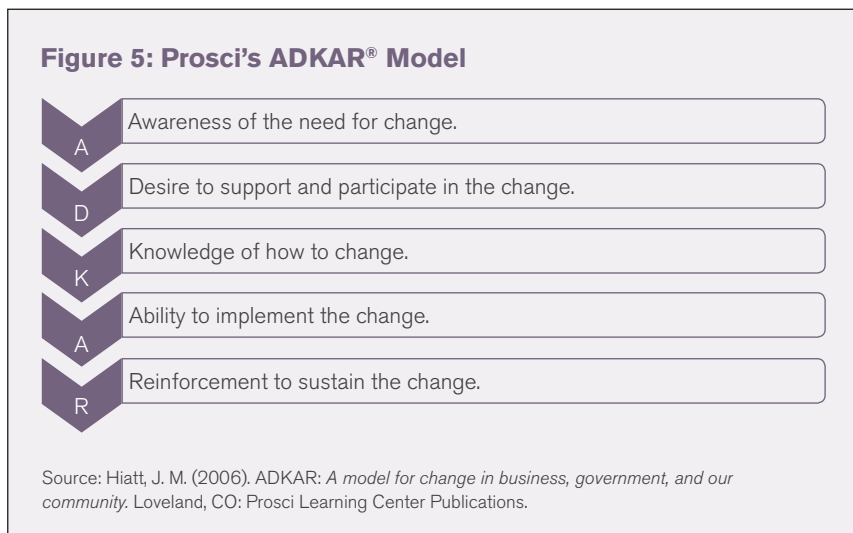 Figure 5: Prosci’s ADKAR® Model
A
Awareness of the need for change.
D
Desire to support and participate in the change.
K
Knowledge of how to change.
A
Ability to implement the change.
R
Reinforcement to sustain the change.
Source: Hiatt, J. M. (2006). ADKAR: A model for change in business, government, and our
community. Loveland, CO: Prosci Learning Center Publications.